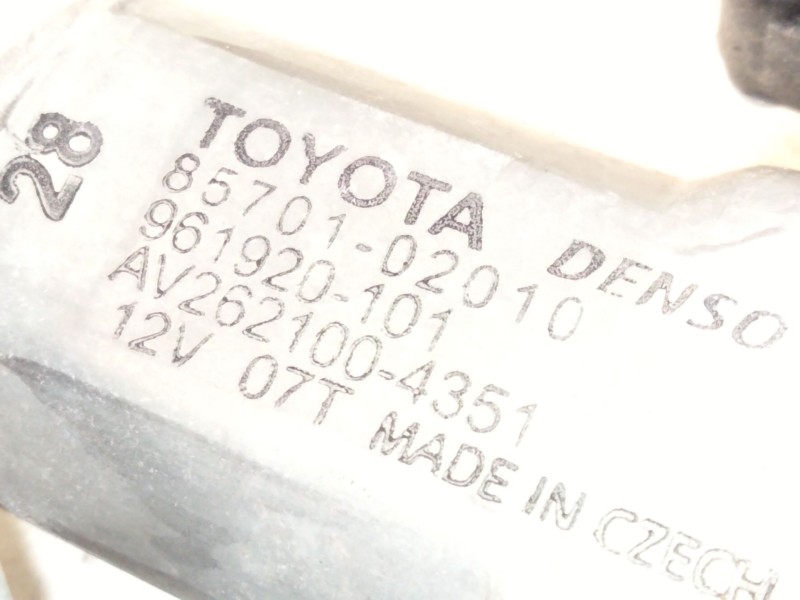 28
TOYOTA
85701-02010 DENSO
961920-101
AV262100-4351
12V 07T MADE IN CZECH